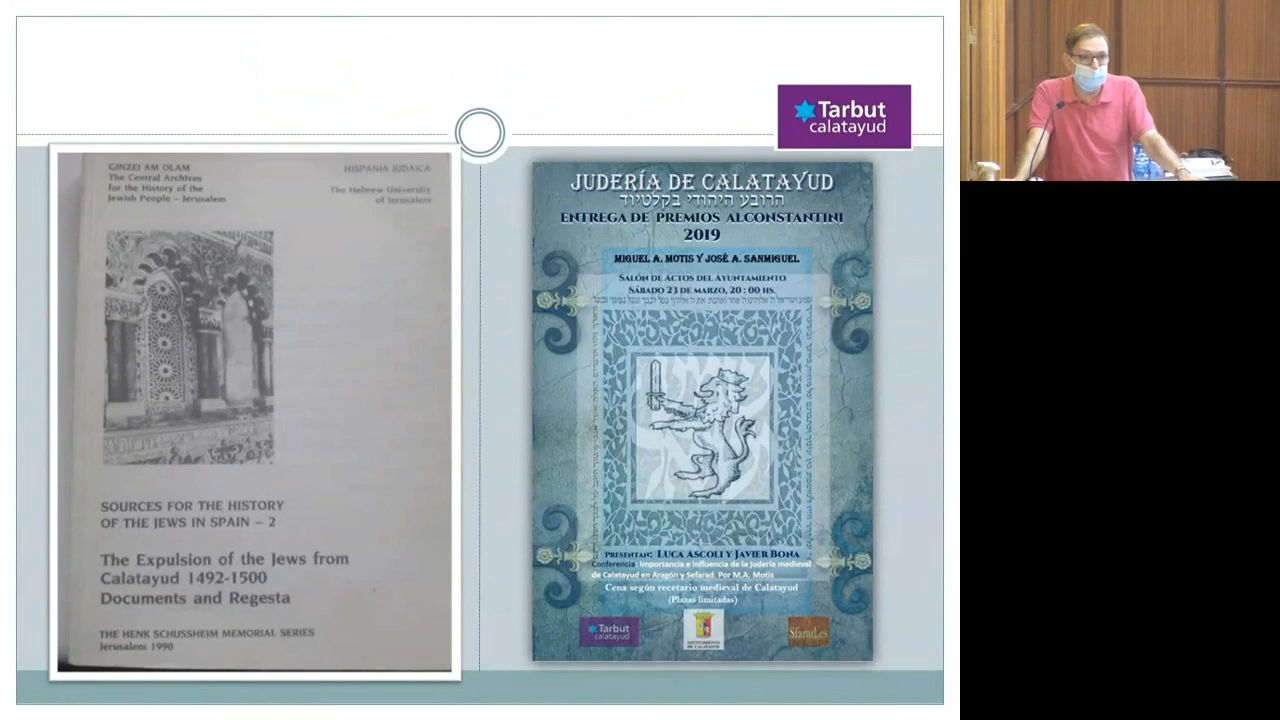 Tarbut
calatayud
GINZEI AM OLAM
The Central Archives
for the History of the
Jewish People – Jerusalem
HISPANIA JUDAICA
The Hebrew University
of Jerusalem
SOURCES FOR THE HISTORY
OF THE JEWS IN SPAIN – 2
The Expulsion of the Jews from
Calatayud 1492-1500
Documents and Regesta
THE HENK SCHUSSHEIM MEMORIAL SERIES
Jerusalem 1990
JUDERÍA DE CALATAYUD
הרובע היהודי בקלטיוד
ENTREGA DE PREMIOS ALCONSTANTINI
2019
MIGUEL A. MOTIS Y JOSÉ A. SANMIGUEL
SALÓN DE ACTOS DEL AYUNTAMIENTO
SÁBADO 23 DE MARZO, 20:00 HS.
PRESENTAN: LUCA ASCOLI Y JAVIER BONA
Conferencia: Importancia e influencia de la judería medieval
de Calatayud en Aragón y Sefarad. Por M.A. Motis
Cena según recetario medieval de Calatayud
(Plazas limitadas)
Tarbut
calatayud
AYUNTAMIENTO
DE CALATAYUD
Sfarad.es